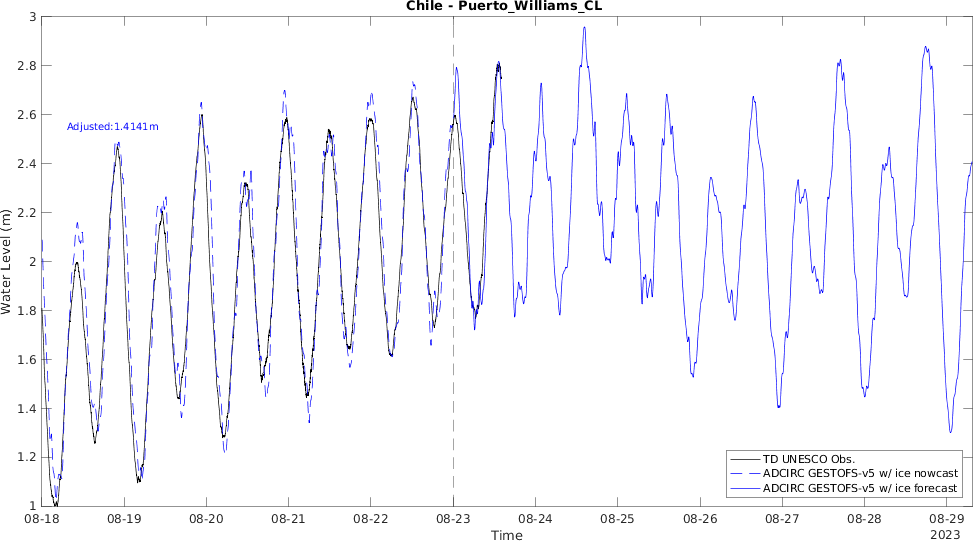 Chile - Puerto_Williams_CL
3
2.8
2.6
2.4
2.2
2
1.8
1.6
1.4
1.2
1
Water Level (m)
Adjusted:1.4141m
TD UNESCO Obs.
ADCIRC GESTOFS-v5 w/ ice nowcast
ADCIRC GESTOFS-v5 w/ ice forecast
08-18 08-19 08-20 08-21 08-22 08-23 08-24 08-25 08-26 08-27 08-28 08-29
2023
Time